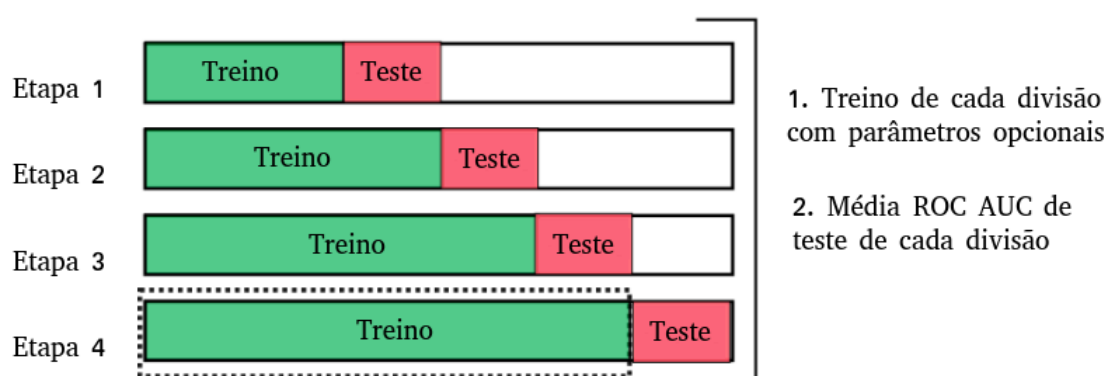 Etapa 1
Treino
Teste
Etapa 2
Treino
Teste
Etapa 3
Treino
Teste
Etapa 4
Treino
Teste
1. Treino de cada divisão
com parâmetros opcionais
2. Média ROC AUC de
teste de cada divisão